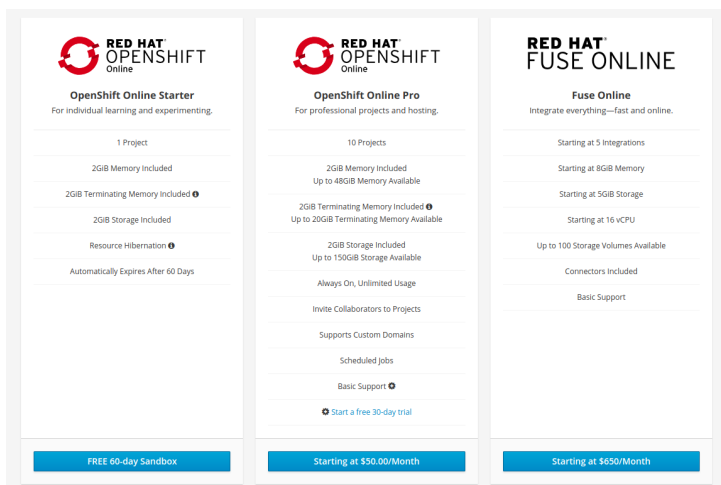 RED HAT®
OPENSHIFT
Online
OpenShift Online Starter
For individual learning and experimenting.
1 Project
2GiB Memory Included
2GiB Terminating Memory Included
2GiB Storage Included
Resource Hibernation
Automatically Expires After 60 Days
FREE 60-day Sandbox
RED HAT®
OPENSHIFT
Online
OpenShift Online Pro
For professional projects and hosting.
10 Projects
2GiB Memory Included
Up to 48GiB Memory Available
2GiB Terminating Memory Included
Up to 20GiB Terminating Memory Available
2GiB Storage Included
Up to 150GiB Storage Available
Always On, Unlimited Usage
Invite Collaborators to Projects
Supports Custom Domains
Scheduled Jobs
Basic Support
Start a free 30-day trial
Starting at $50.00/Month
RED HAT®
FUSE ONLINE
Fuse Online
Integrate everything—fast and online.
Starting at 5 Integrations
Starting at 8GiB Memory
Starting at 5GiB Storage
Starting at 16 vCPU
Up to 100 Storage Volumes Available
Connectors Included
Basic Support
Starting at $650/Month